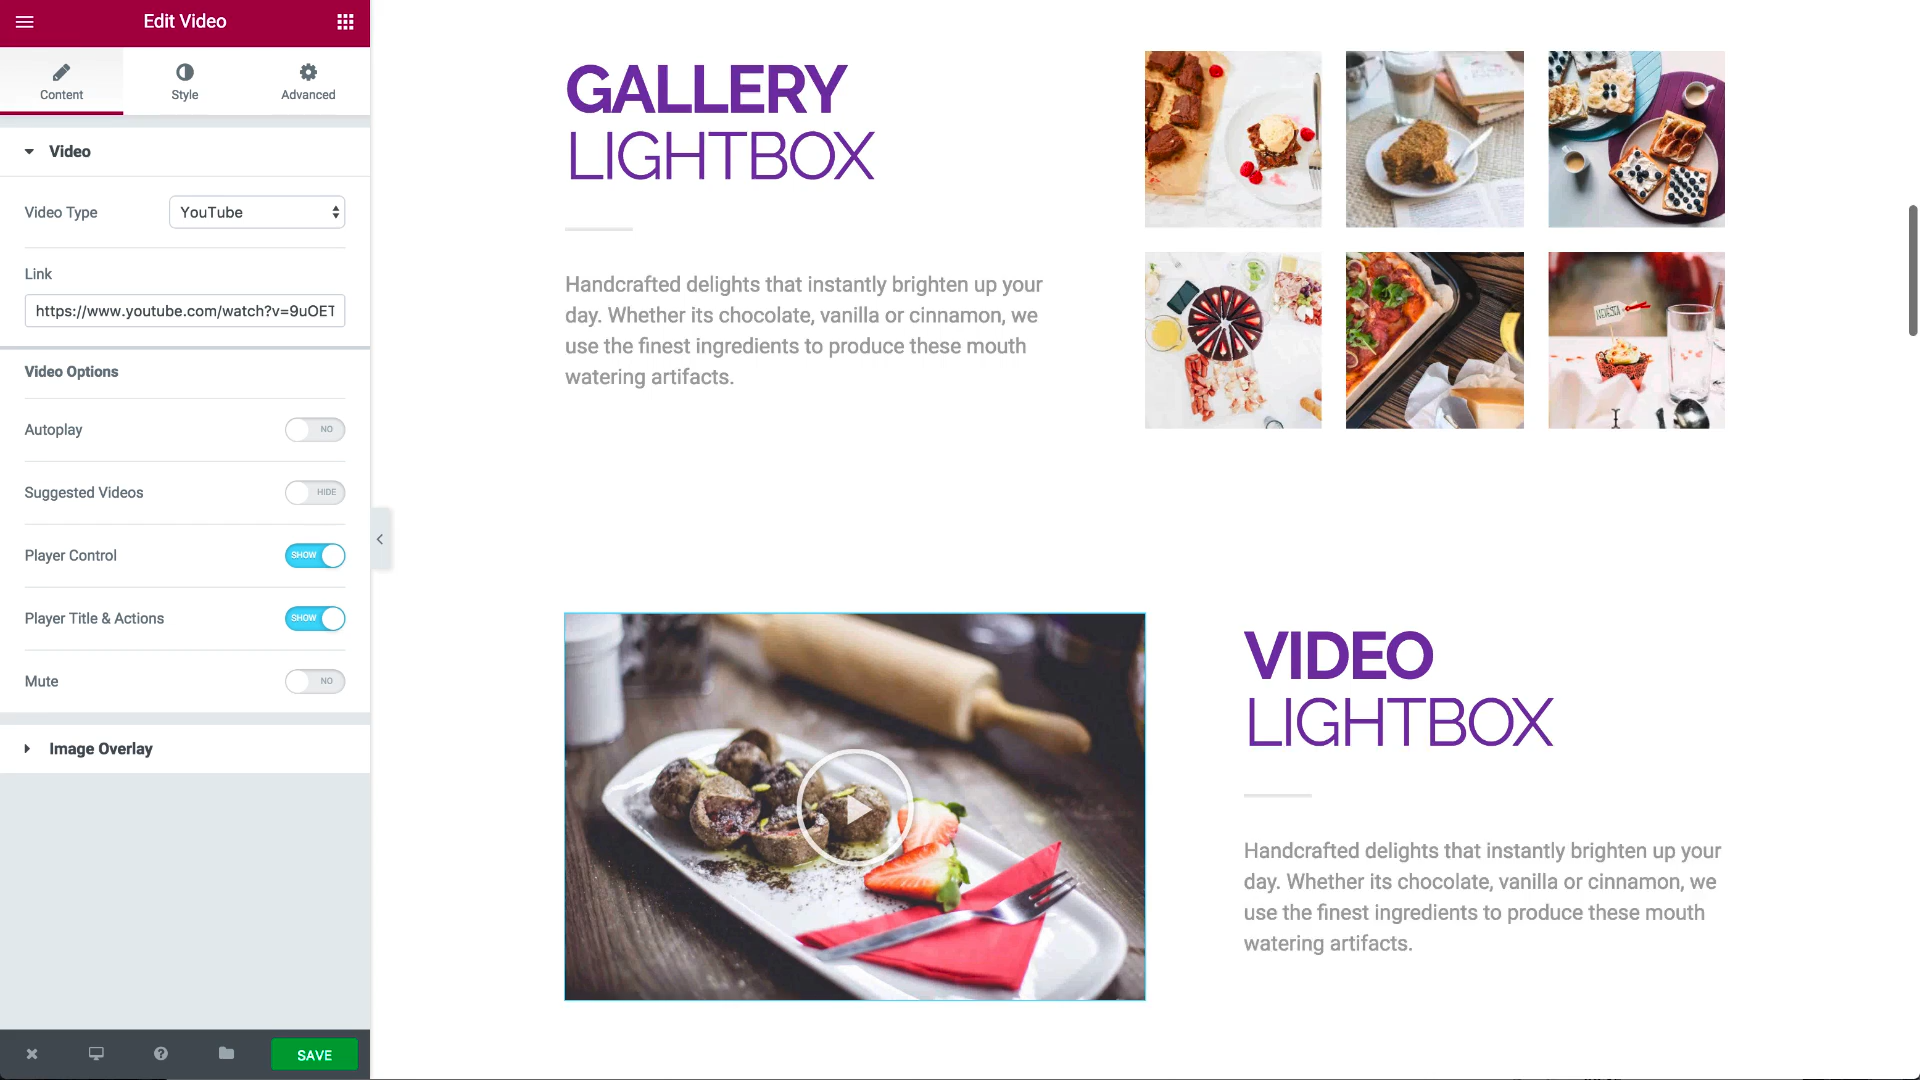 Edit Video
Content
Style
Advanced
Video
Video Type
YouTube
Link
https://www.youtube.com/watch?v=9uOET
Video Options
Autoplay
NO
Suggested Videos
HIDE
Player Control
SHOW
Player Title & Actions
SHOW
Mute
NO
Image Overlay
SAVE
GALLERY
LIGHTBOX
Handcrafted delights that instantly brighten up your
day. Whether its chocolate, vanilla or cinnamon, we
use the finest ingredients to produce these mouth
watering artifacts.
VIDEO
LIGHTBOX
Handcrafted delights that instantly brighten up your
day. Whether its chocolate, vanilla or cinnamon, we
use the finest ingredients to produce these mouth
watering artifacts.